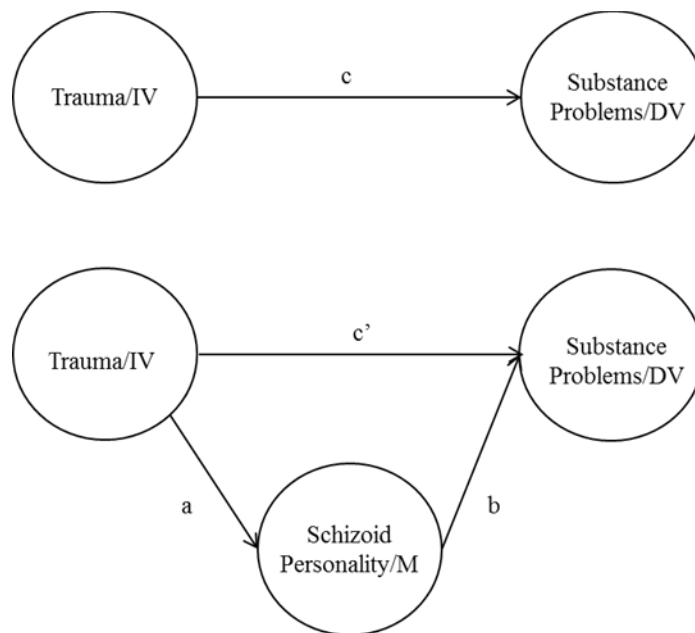 c
Trauma/IV
Substance
Problems/DV
c’
Trauma/IV
Substance
Problems/DV
a
b
Schizoid
Personality/M